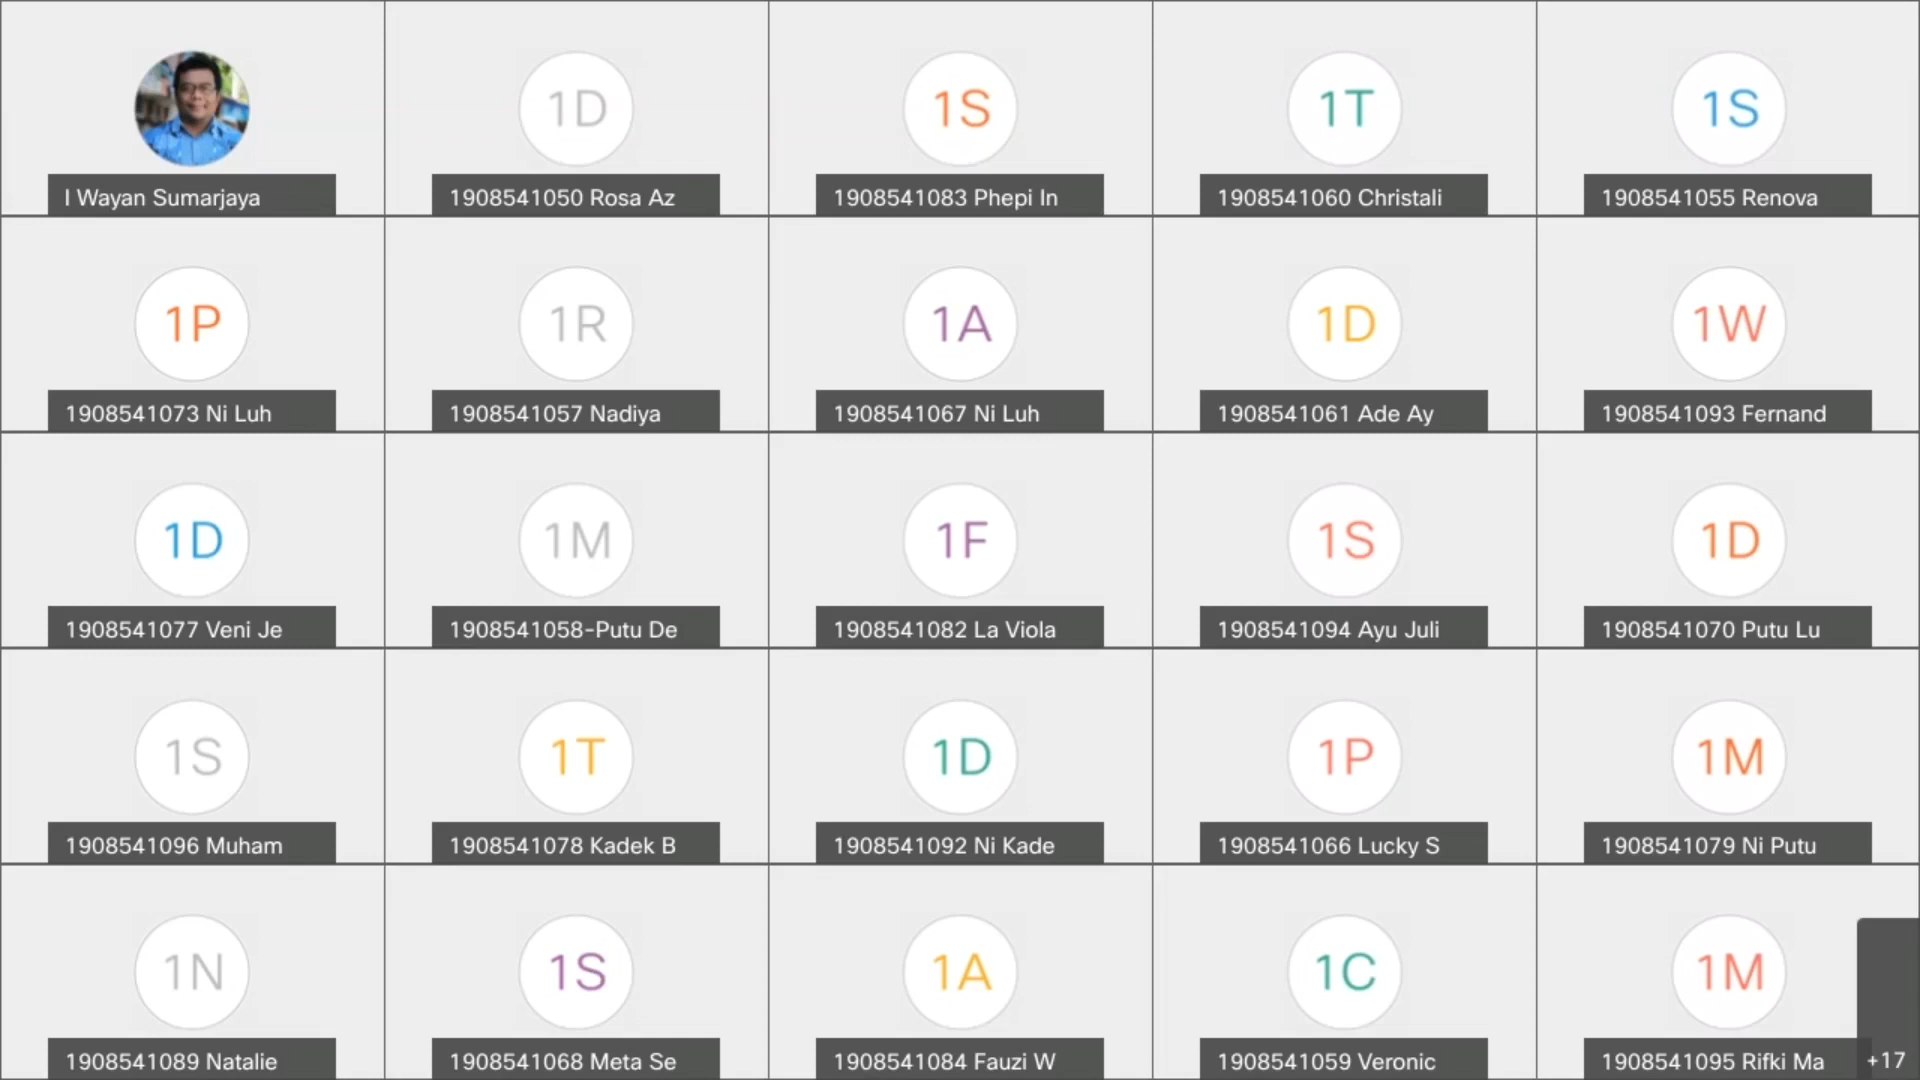 1D
1S
1T
1S
I Wayan Sumarjaya
1908541050 Rosa Az
1908541083 Phepi In
1908541060 Christali
1908541055 Renova
1P
1R
1A
1D
1W
1908541073 Ni Luh
1908541057 Nadiya
1908541067 Ni Luh
1908541061 Ade Ay
1908541093 Fernand
1D
1M
1F
1S
1D
1908541077 Veni Je
1908541058-Putu De
1908541082 La Viola
1908541094 Ayu Juli
1908541070 Putu Lu
1S
1T
1D
1P
1M
1908541096 Muham
1908541078 Kadek B
1908541092 Ni Kade
1908541066 Lucky S
1908541079 Ni Putu
1N
1S
1A
1C
1M
1908541089 Natalie
1908541068 Meta Se
1908541084 Fauzi W
1908541059 Veronic
1908541095 Rifki Ma
+17